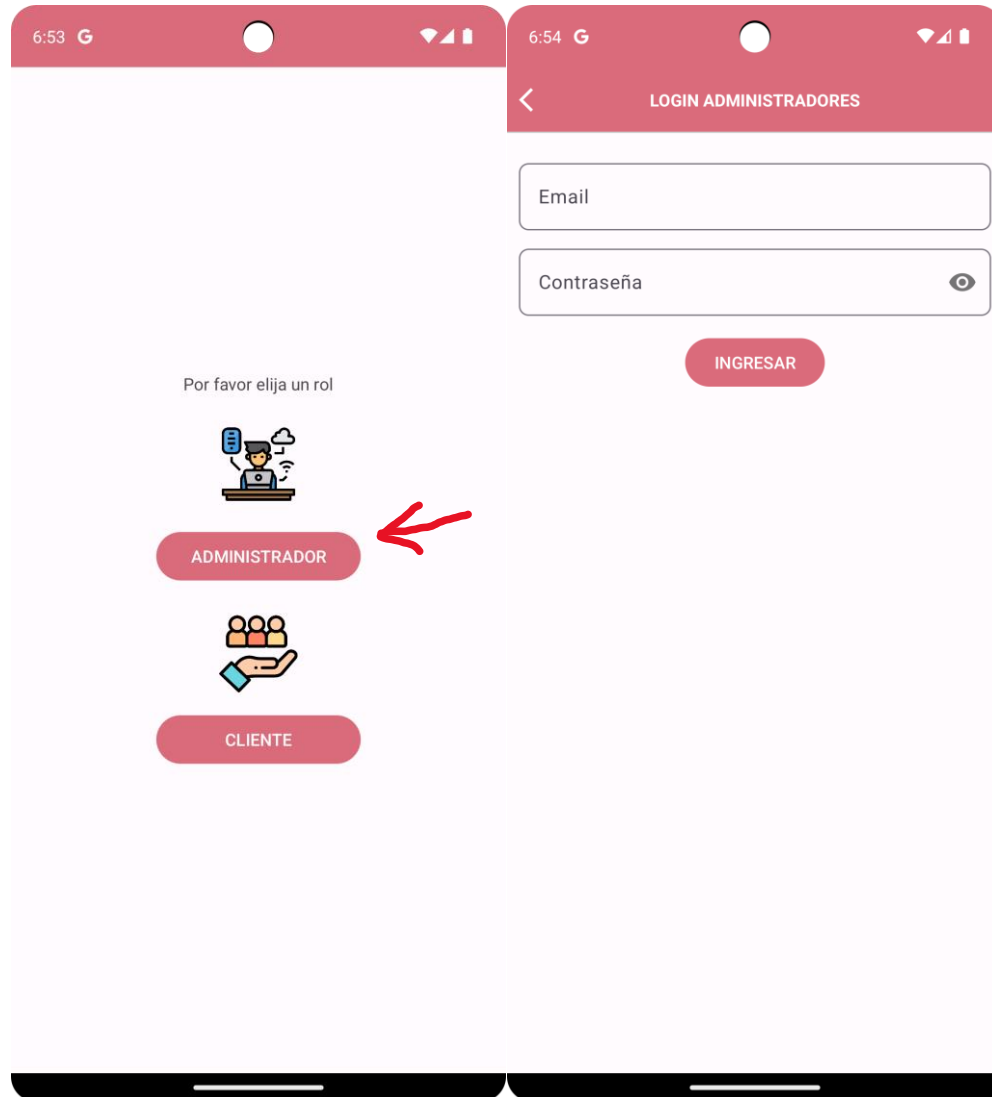 6:53 G
Por favor elija un rol
ADMINISTRADOR
CLIENTE
6:54 G
LOGIN ADMINISTRADORES
Email
Contraseña
INGRESAR